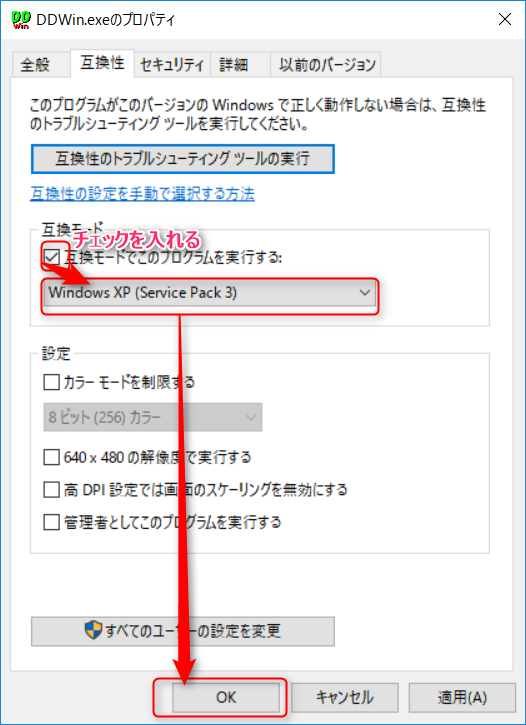 DD
Win
DDWin.exeのプロパティ
全般
互換性
セキュリティ
詳細
以前のバージョン
このプログラムがこのバージョンの Windows で正しく動作しない場合は、互換性
のトラブルシューティング ツールを実行してください。
互換性のトラブルシューティング ツールの実行
互換性の設定を手動で選択する方法
互換モード
チェックを入れる
互換モードでこのプログラムを実行する:
Windows XP (Service Pack 3)
設定
カラー モードを制限する
8 ビット (256) カラー
640 x 480 の解像度で実行する
高 DPI 設定では画面のスケーリングを無効にする
管理者としてこのプログラムを実行する
すべてのユーザーの設定を変更
OK
キャンセル
適用(A)